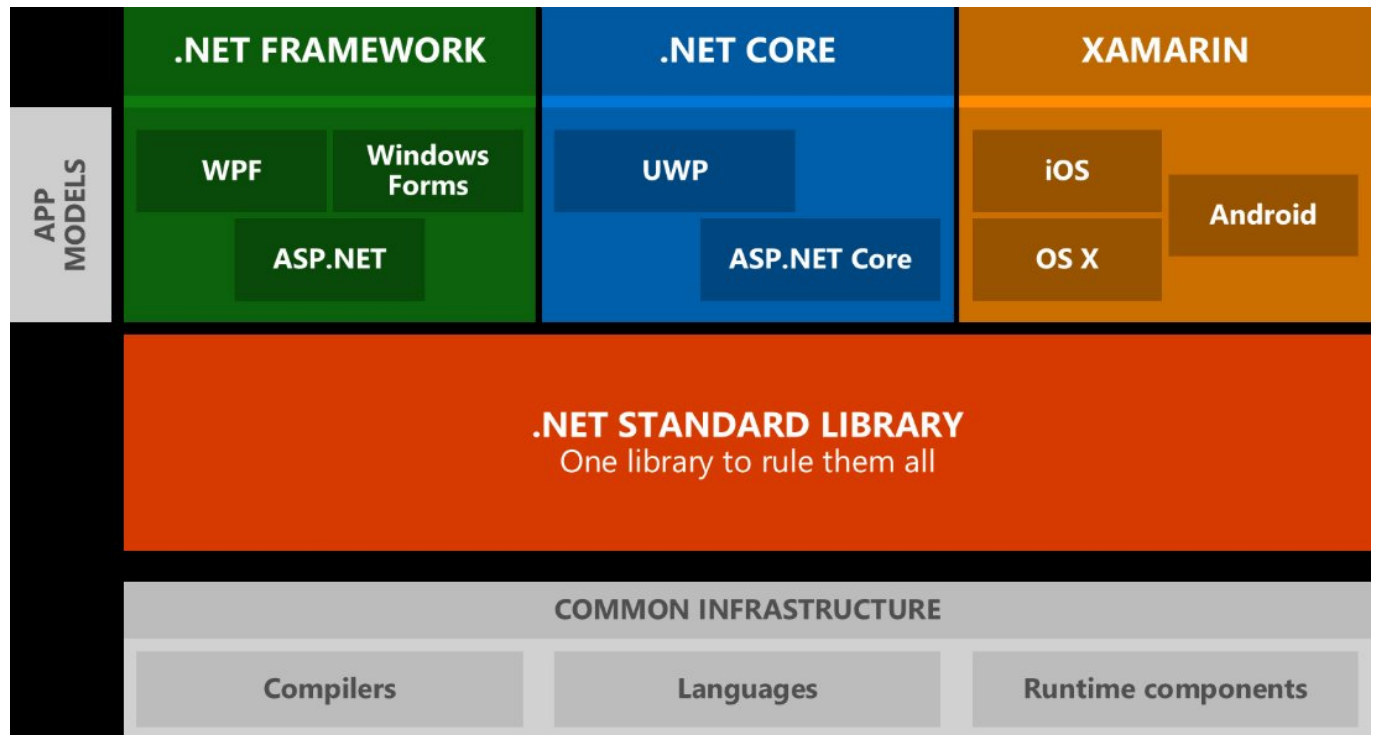 .NET FRAMEWORK
.NET CORE
XAMARIN
APP
MODELS
WPF
Windows
Forms
ASP.NET
UWP
ASP.NET Core
iOS
Android
OS X
.NET STANDARD LIBRARY
One library to rule them all
COMMON INFRASTRUCTURE
Compilers
Languages
Runtime components